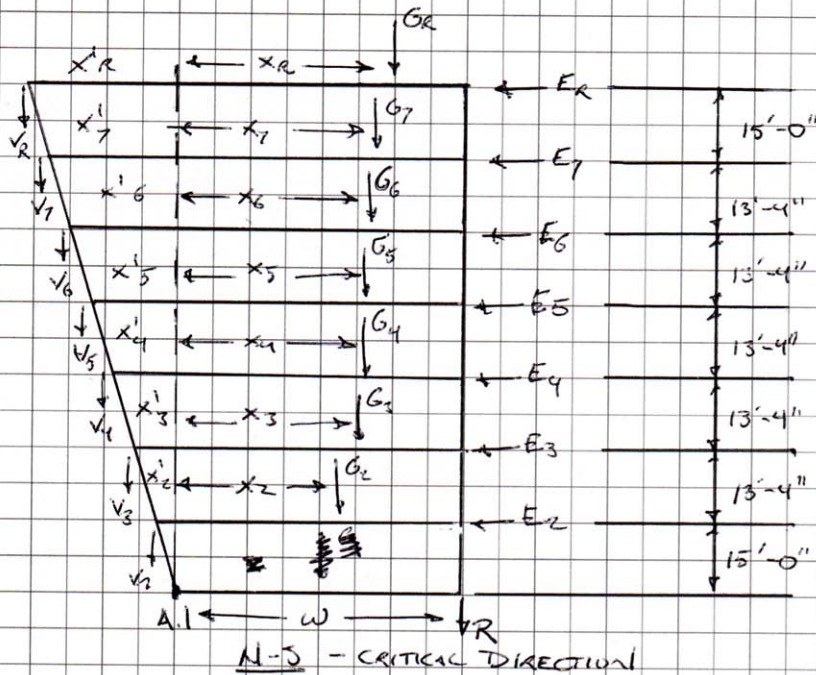 GR
x'R xR ER
VR x'7 x7 G7 15'-0"
E7
V7 x'6 x6 G6 13'-4"
E6
V6 x'5 x5 G5 13'-4"
E5
V5 x'4 x4 G4 13'-4"
E4
V4 x'3 x3 G3 13'-4"
E3
V3 x'2 x2 G2 13'-4"
E2
V2 15'-0"
A.1 W R
N-S - CRITICAL DIRECTION